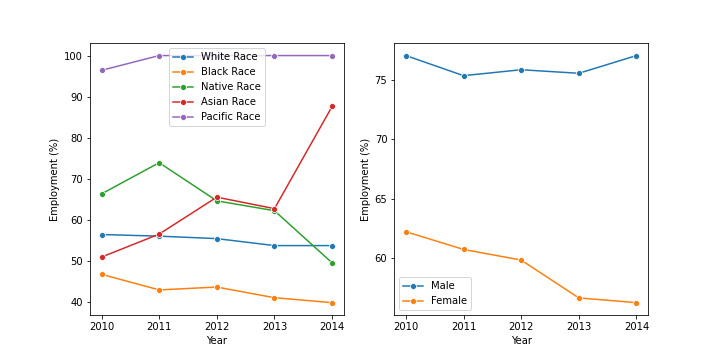 100
90
80
70
60
50
40
Employment (%)
2010 2011 2012 2013 2014
Year
White Race
Black Race
Native Race
Asian Race
Pacific Race
75
70
65
60
Employment (%)
2010 2011 2012 2013 2014
Year
Male
Female